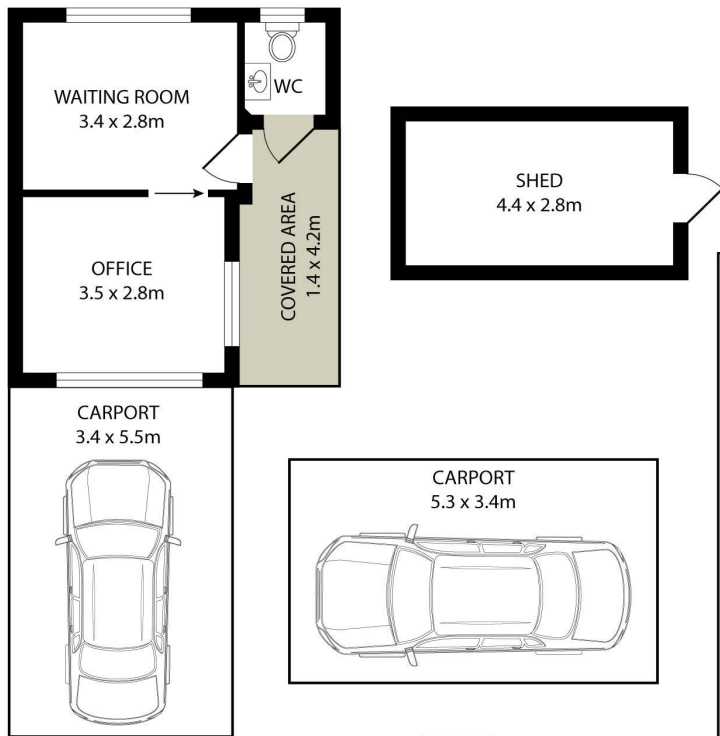 WAITING ROOM
3.4 x 2.8m
WC
SHED
4.4 x 2.8m
COVERED AREA
1.4 x 4.2m
OFFICE
3.5 x 2.8m
CARPORT
3.4 x 5.5m
CARPORT
5.3 x 3.4m